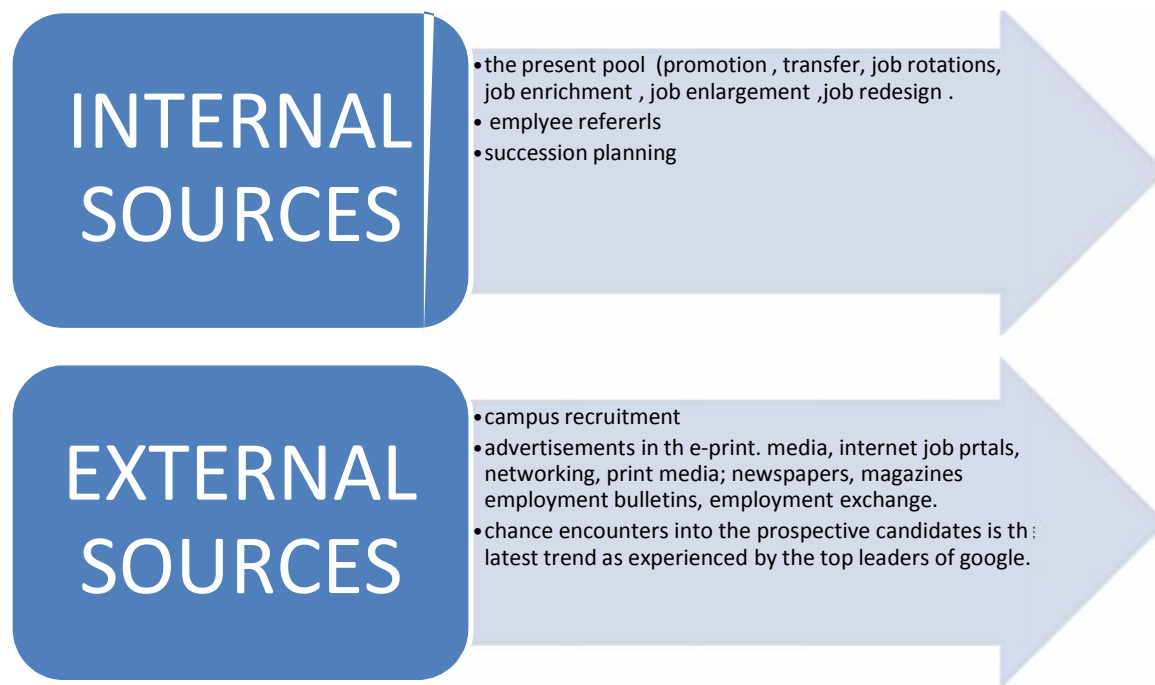 INTERNAL
SOURCES
•the present pool (promotion , transfer, job rotations,
job enrichment , job enlargement ,job redesign .
• emplyee refererls
•succession planning
EXTERNAL
SOURCES
•campus recruitment
•advertisements in th e-print. media, internet job prtals,
networking, print media; newspapers, magazines
employment bulletins, employment exchange.
•chance encounters into the prospective candidates is th
latest trend as experienced by the top leaders of google.